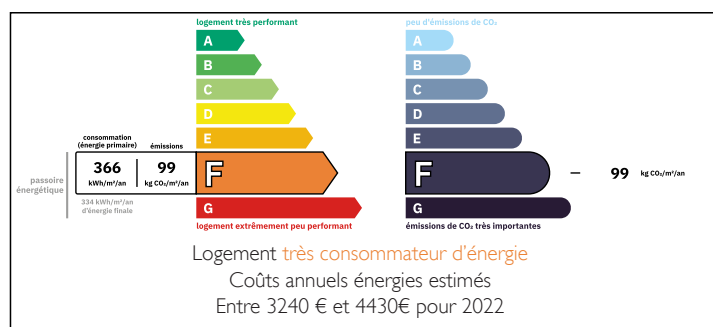 logement très performant
peu d'émissions de CO₂
A
B
C
D
E
F
G
A
B
C
D
E
F
G
consommation
(énergie primaire)
émissions
366
kWh/m²/an
99
kg CO₂/m²/an
passoire
énergétique
334 kWh/m²/an
d'énergie finale
99 kg CO₂/m²/an
logement extrêmement peu performant
émissions de CO₂ très importantes
Logement très consommateur d'énergie
Coûts annuels énergies estimés
Entre 3240 € et 4430€ pour 2022